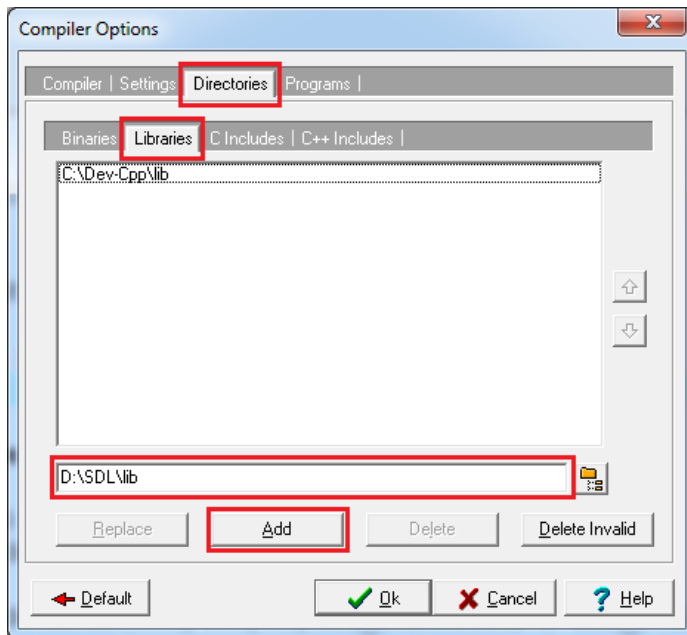 Compiler Options
Compiler | Settings Directories Programs |
Binaries Libraries C Includes | C++ Includes |
C:\Dev-Cpp\lib
D:\SDL\lib
Replace Add Delete Delete Invalid
Default Ok Cancel ? Help